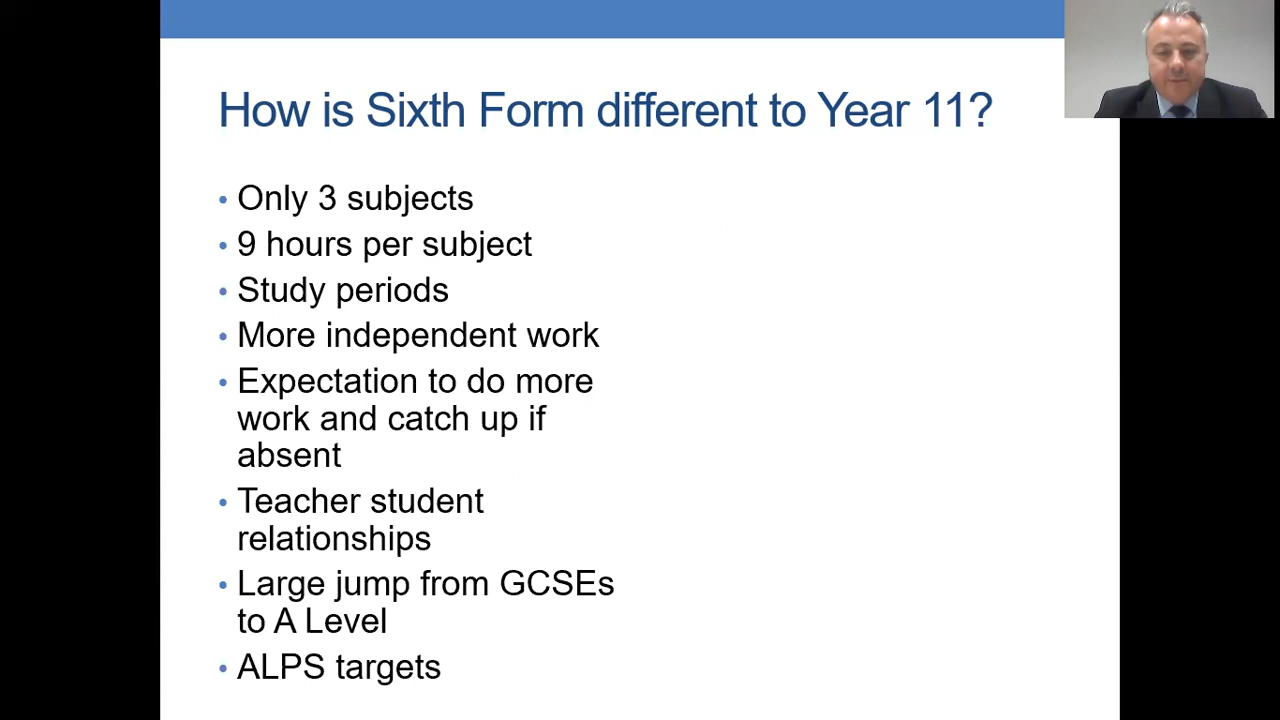 How is Sixth Form different to Year 11?
• Only 3 subjects
• 9 hours per subject
• Study periods
• More independent work
• Expectation to do more
work and catch up if
absent
• Teacher student
relationships
• Large jump from GCSEs
to A Level
• ALPS targets